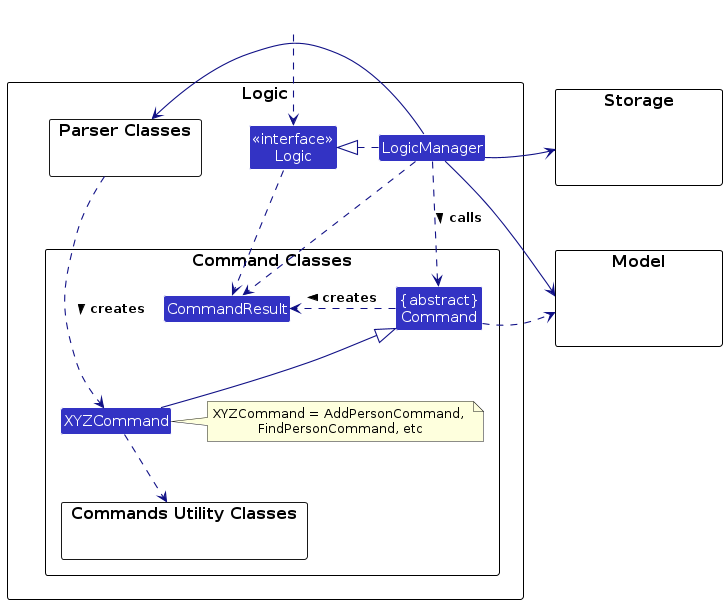 Logic
Storage
Parser Classes
«interface»
Logic
LogicManager
calls
Model
Command Classes
creates
CommandResult
creates
{abstract}
Command
XYZCommand
XYZCommand = AddPersonCommand,
FindPersonCommand, etc
Commands Utility Classes